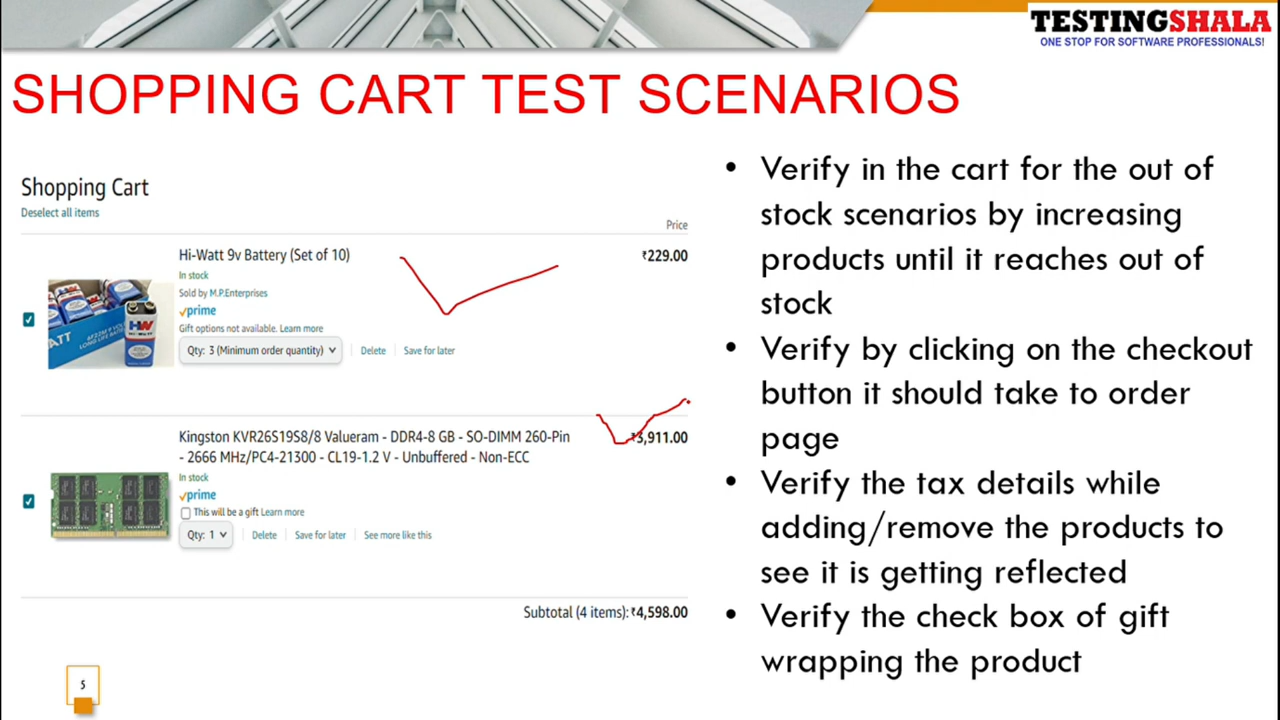 TESTINGSHALA
ONE STOP FOR SOFTWARE PROFESSIONALS!
SHOPPING CART TEST SCENARIOS
Shopping Cart
Deselect all items
Price
Hi-Watt 9v Battery (Set of 10)
₹229.00
In stock
Sold by M.P.Enterprises
prime
Gift options not available. Learn more
Qty: 3 (Minimum order quantity)
Delete
Save for later
Kingston KVR26S19S8/8 Valueram - DDR4-8 GB - SO-DIMM 260-Pin
- 2666 MHz/PC4-21300 - CL19-1.2 V - Unbuffered - Non-ECC
₹3,911.00
In stock
prime
This will be a gift Learn more
Qty: 1
Delete
Save for later
See more like this
Subtotal (4 items): ₹4,598.00
• Verify in the cart for the out of
stock scenarios by increasing
products until it reaches out of
stock
• Verify by clicking on the checkout
button it should take to order
page
• Verify the tax details while
adding/remove the products to
see it is getting reflected
• Verify the check box of gift
wrapping the product
5